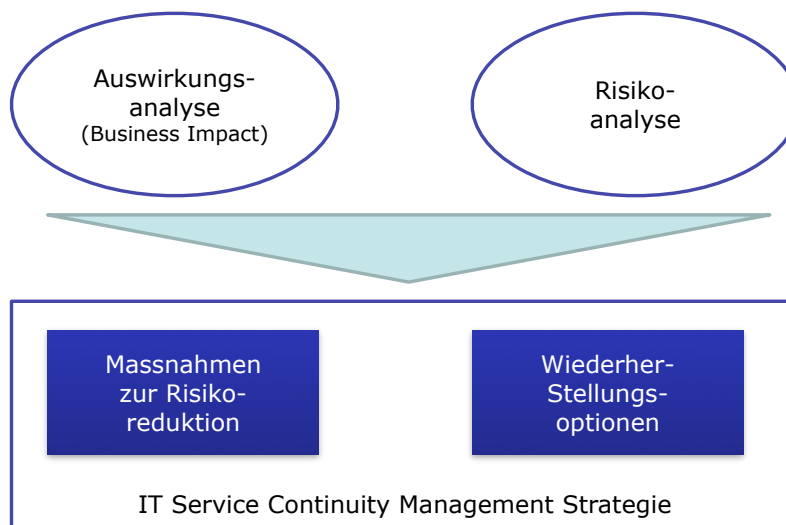 Auswirkungs-
analyse
(Business Impact)
Risiko-
analyse
Massnahmen
zur Risiko-
reduktion
Wiederher-
Stellungs-
optionen
IT Service Continuity Management Strategie